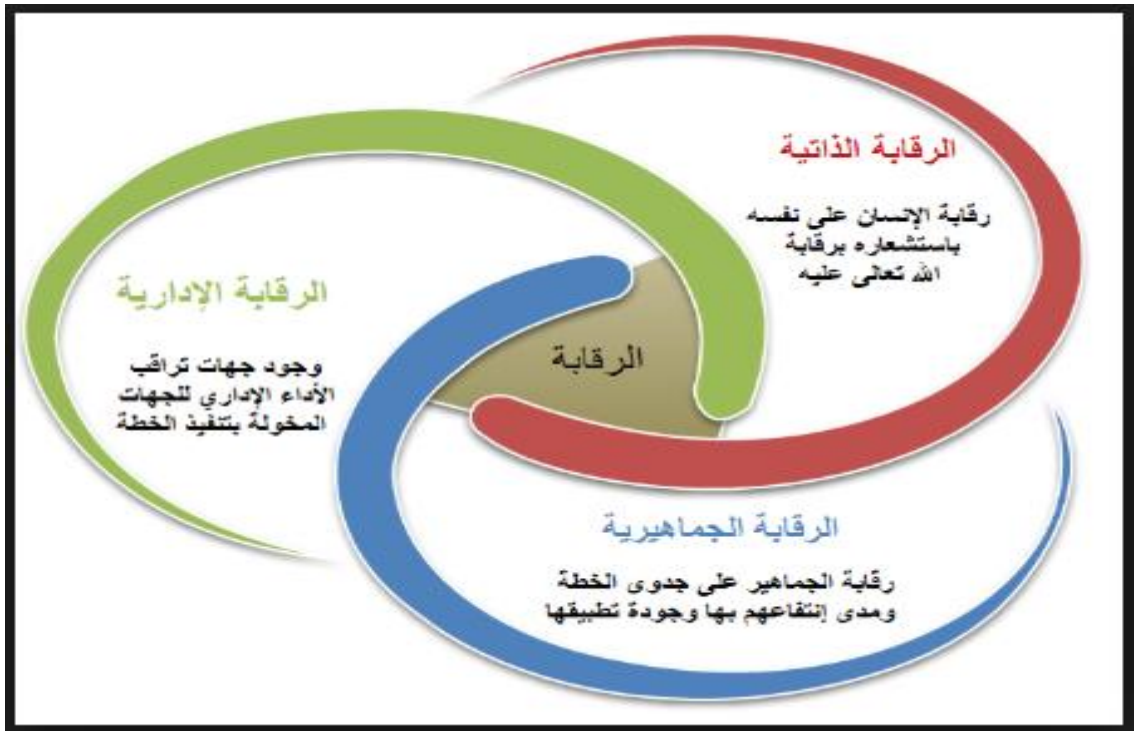 الرقابة الذاتية
رقابة الإنسان على نفسه
باستشعاره برقابة
الله تعالى عليه
الرقابة الإدارية
وجود جهات تراقب
الأداء الإداري للجهات
المخولة بتنفيذ الخطة
الرقابة
الرقابة الجماهيرية
رقابة الجماهير على جدوى الخطة
ومدى إنتفاعهم بها وجودة تطبيقها